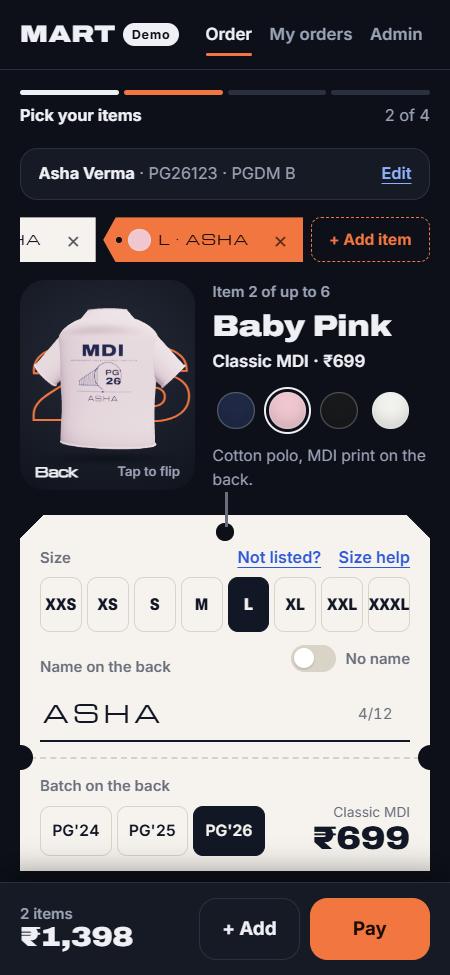 MART Demo Order My orders Admin
Pick your items 2 of 4
Asha Verma · PG26123 · PGDM B Edit
HA × L · ASHA × + Add item
Item 2 of up to 6
Baby Pink
Classic MDI · ₹699
MDI
PG'
26
ASHA
Back Tap to flip
Cotton polo, MDI print on the
back.
Size Not listed? Size help
XXS XS S M L XL XXL XXXL
Name on the back No name
ASHA 4/12
Batch on the back
PG'24 PG'25 PG'26
Classic MDI
₹699
2 items
₹1,398
+ Add Pay